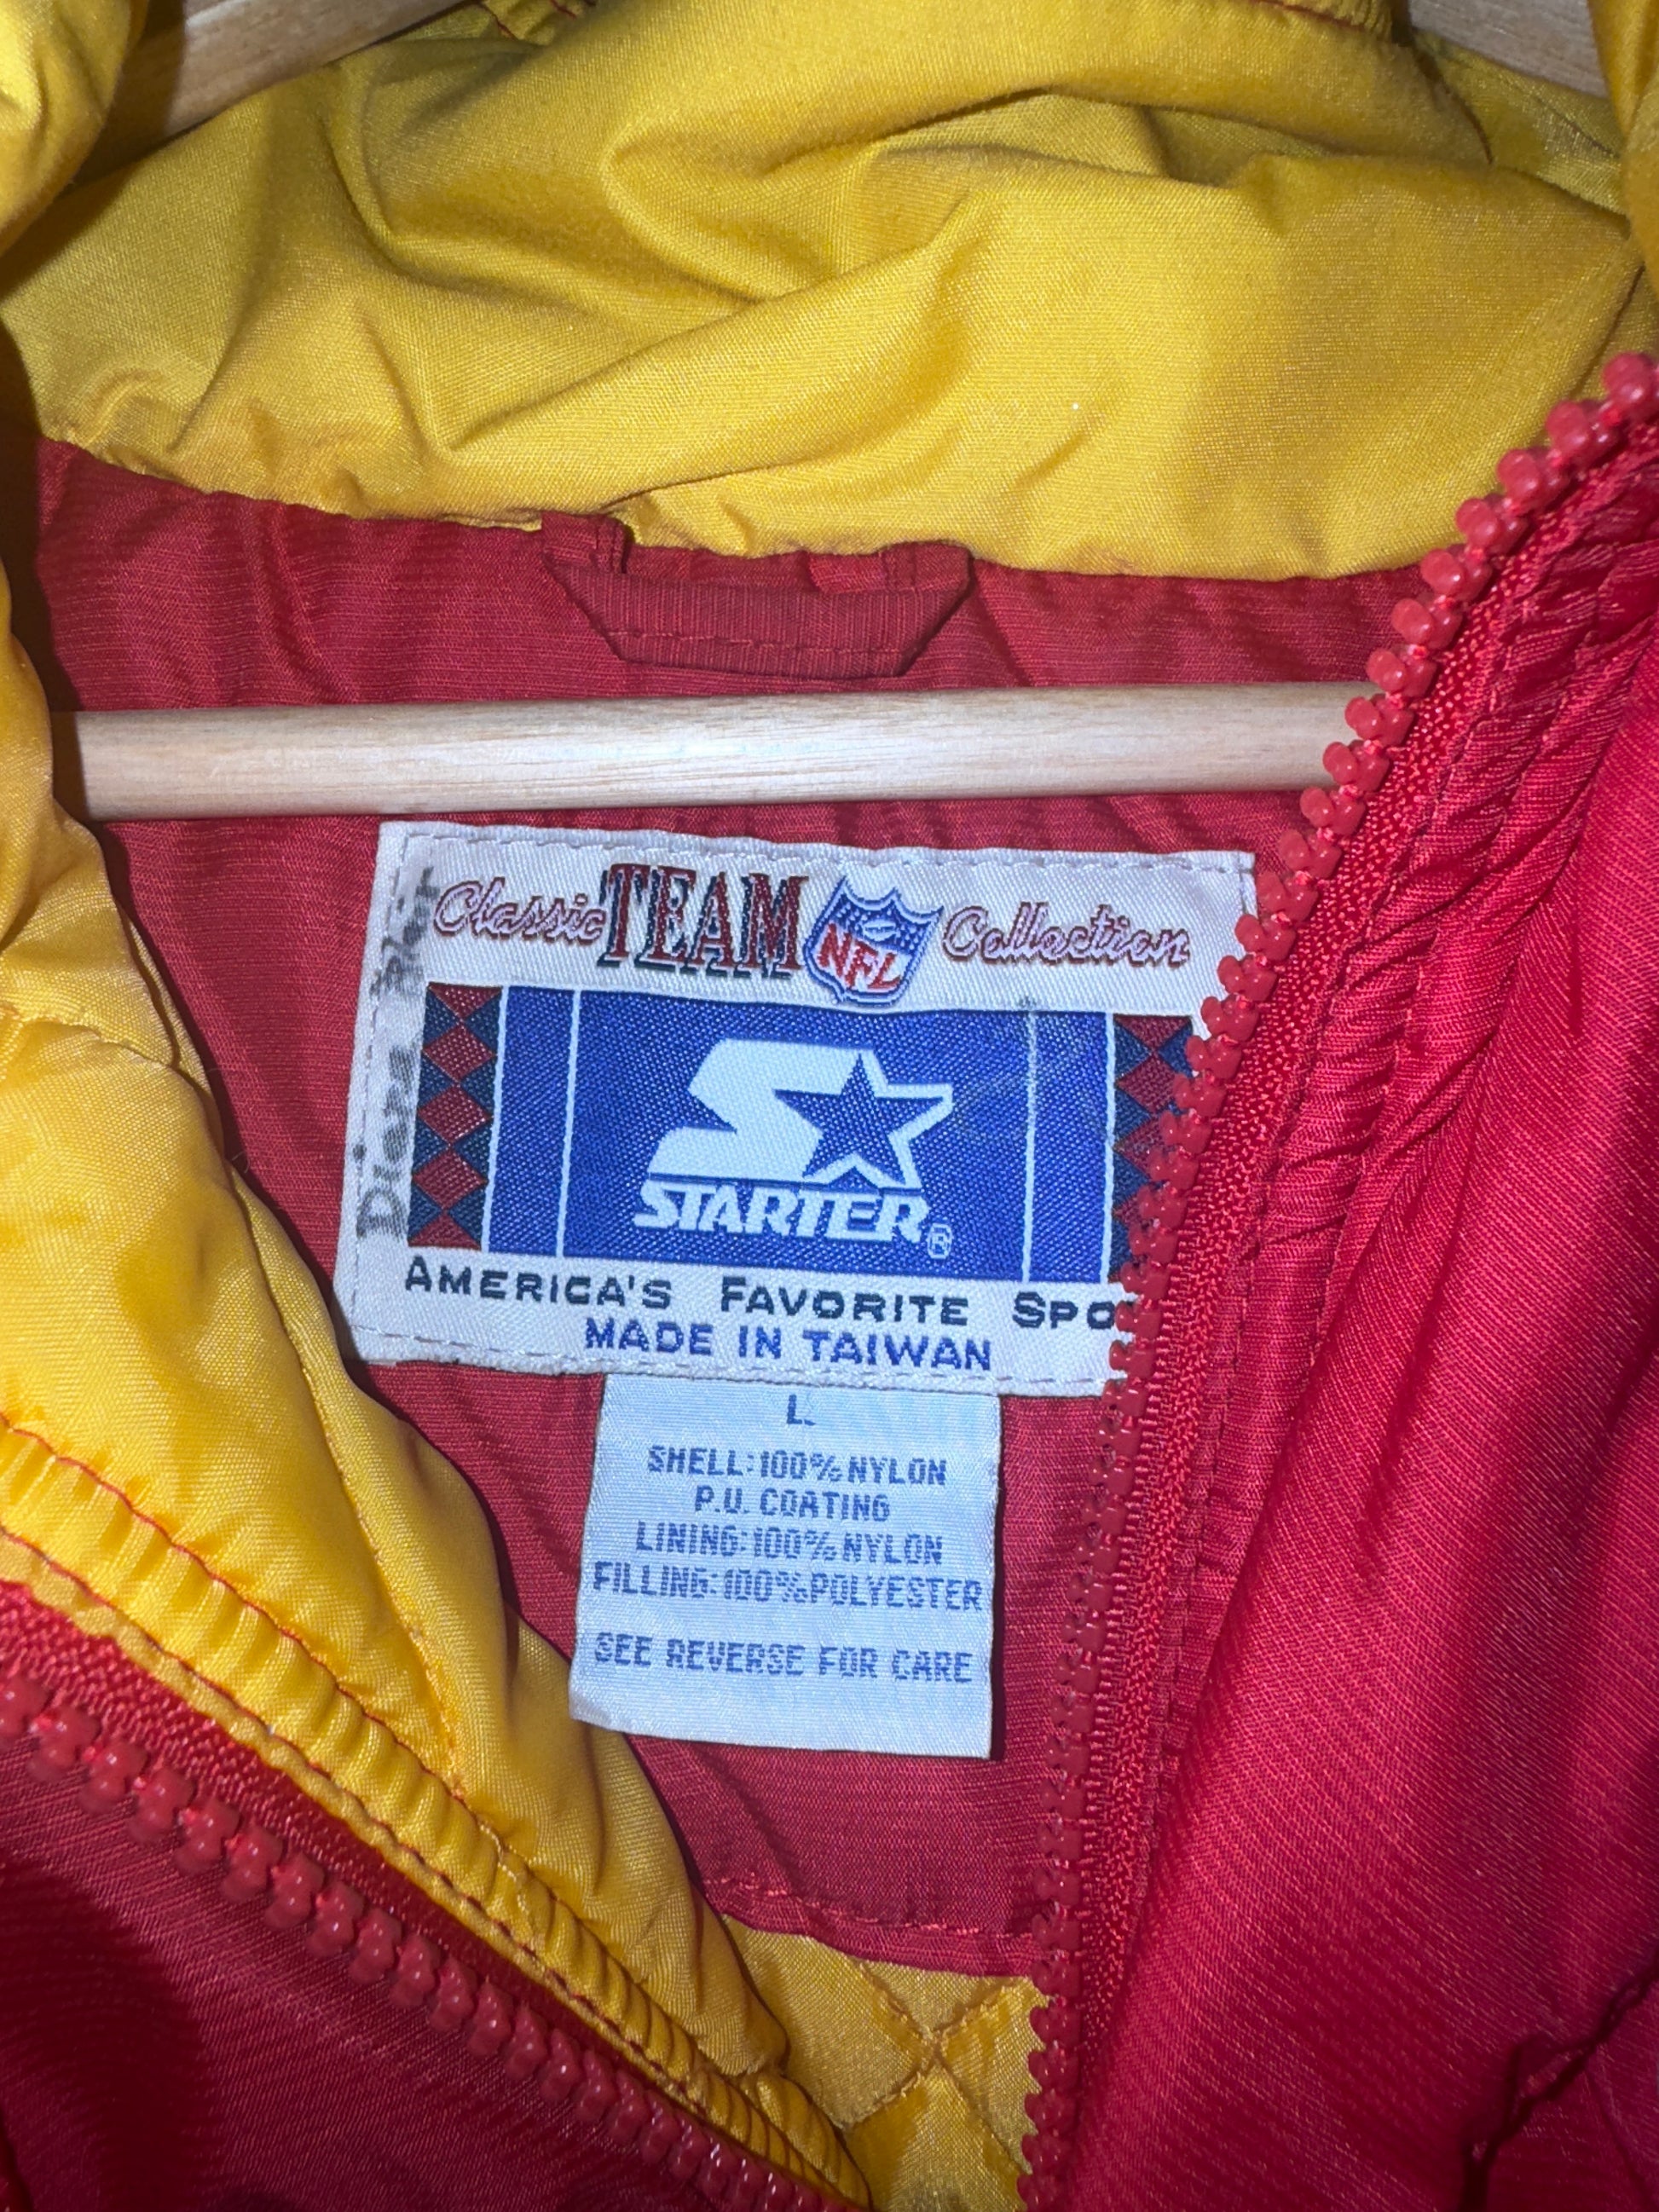 Classic TEAM NFL Collection
STARTER®
AMERICA'S FAVORITE SPO
MADE IN TAIWAN
L
SHELL:100%NYLON
P.U. COATING
LINING:100%NYLON
FILLING:100%POLYESTER
SEE REVERSE FOR CARE
Diana